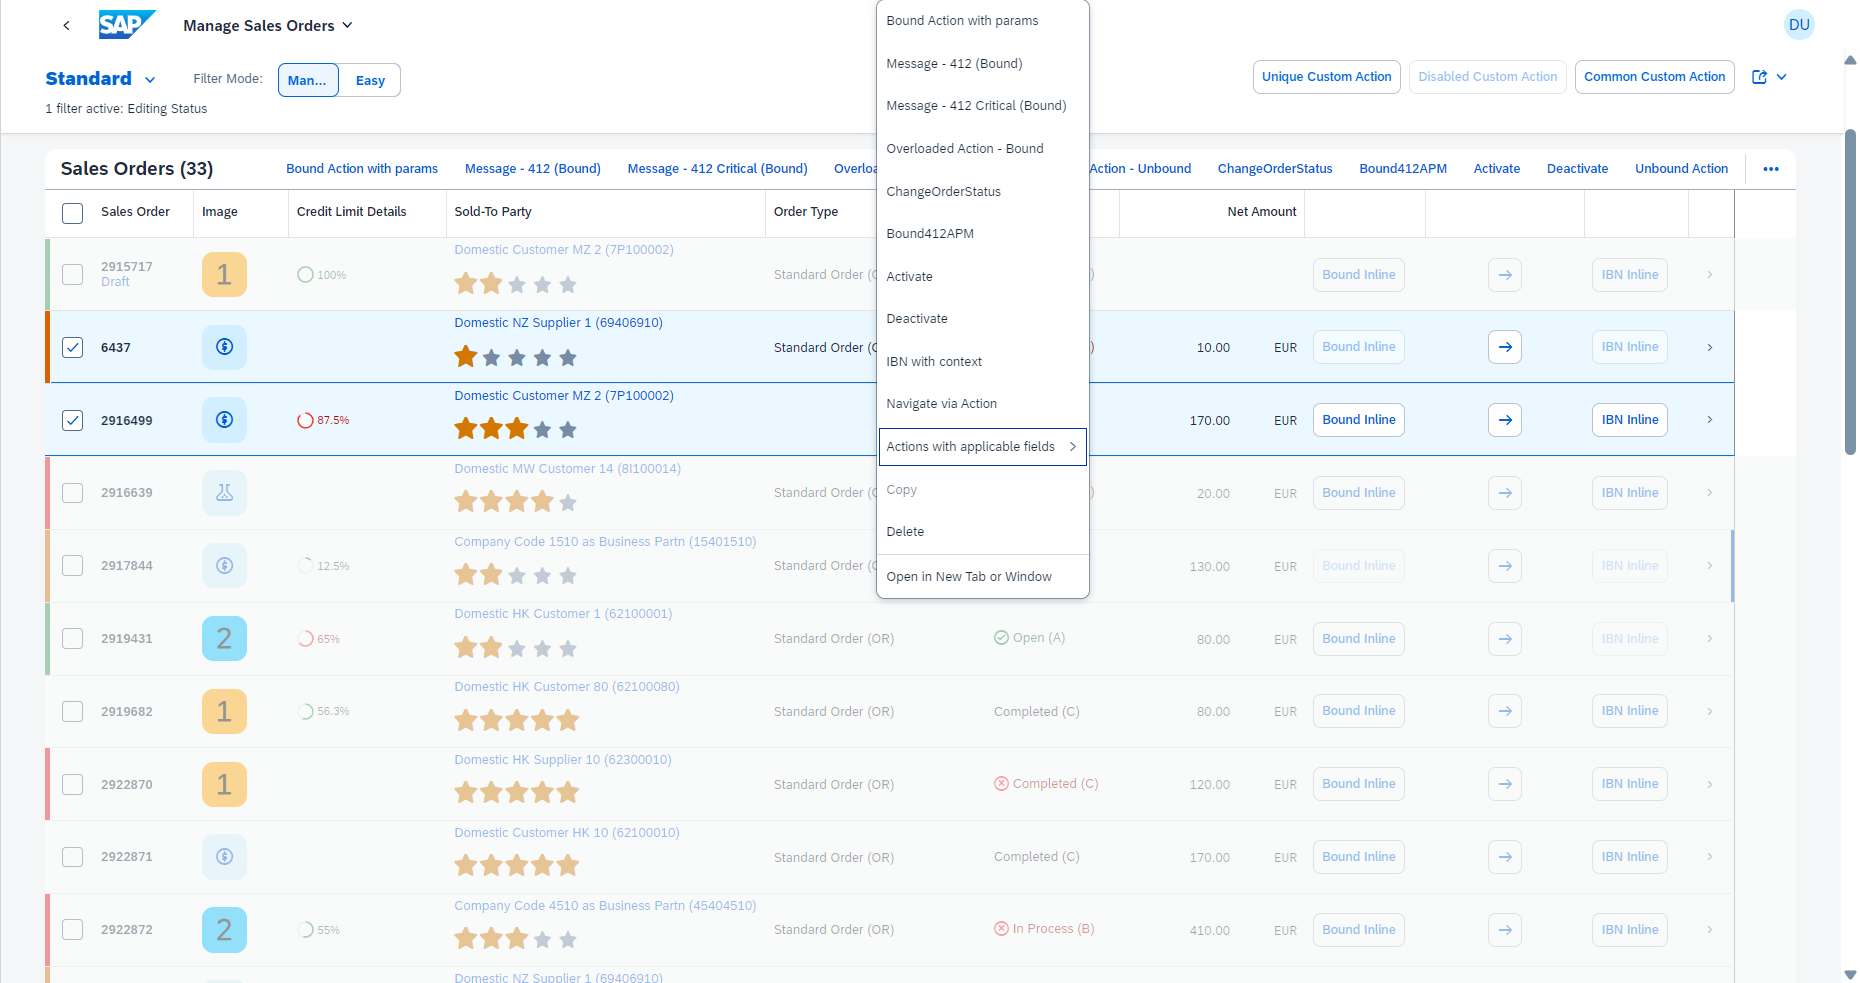 SAP
Manage Sales Orders
DU
Standard
Filter Mode:
Man...
Easy
Unique Custom Action
Disabled Custom Action
Common Custom Action
1 filter active: Editing Status
Sales Orders (33)
Bound Action with params
Message - 412 (Bound)
Message - 412 Critical (Bound)
Overloa
Action - Unbound
ChangeOrderStatus
Bound412APM
Activate
Deactivate
Unbound Action
Sales Order
Image
Credit Limit Details
Sold-To Party
Order Type
Net Amount
2915717
Draft
1
100%
Domestic Customer MZ 2 (7P100002)
Standard Order (
)
Bound Inline
IBN Inline
6437
Domestic NZ Supplier 1 (69406910)
Standard Order (
)
10.00 EUR
Bound Inline
IBN Inline
2916499
87.5%
Domestic Customer MZ 2 (7P100002)
170.00 EUR
Bound Inline
IBN Inline
2916639
Domestic MW Customer 14 (8I100014)
Standard Order (
)
20.00 EUR
Bound Inline
IBN Inline
2917844
12.5%
Company Code 1510 as Business Partn (15401510)
Standard Order (
130.00 EUR
Bound Inline
IBN Inline
2919431
2
65%
Domestic HK Customer 1 (62100001)
Standard Order (OR)
Open (A)
80.00 EUR
Bound Inline
IBN Inline
2919682
1
56.3%
Domestic HK Customer 80 (62100080)
Standard Order (OR)
Completed (C)
80.00 EUR
Bound Inline
IBN Inline
2922870
1
Domestic HK Supplier 10 (62300010)
Standard Order (OR)
Completed (C)
120.00 EUR
Bound Inline
IBN Inline
2922871
Domestic Customer HK 10 (62100010)
Standard Order (OR)
Completed (C)
170.00 EUR
Bound Inline
IBN Inline
2922872
2
55%
Company Code 4510 as Business Partn (45404510)
Standard Order (OR)
In Process (B)
410.00 EUR
Bound Inline
IBN Inline
Domestic NZ Supplier 1 (69406910)
Bound Action with params
Message - 412 (Bound)
Message - 412 Critical (Bound)
Overloaded Action - Bound
ChangeOrderStatus
Bound412APM
Activate
Deactivate
IBN with context
Navigate via Action
Actions with applicable fields
Copy
Delete
Open in New Tab or Window